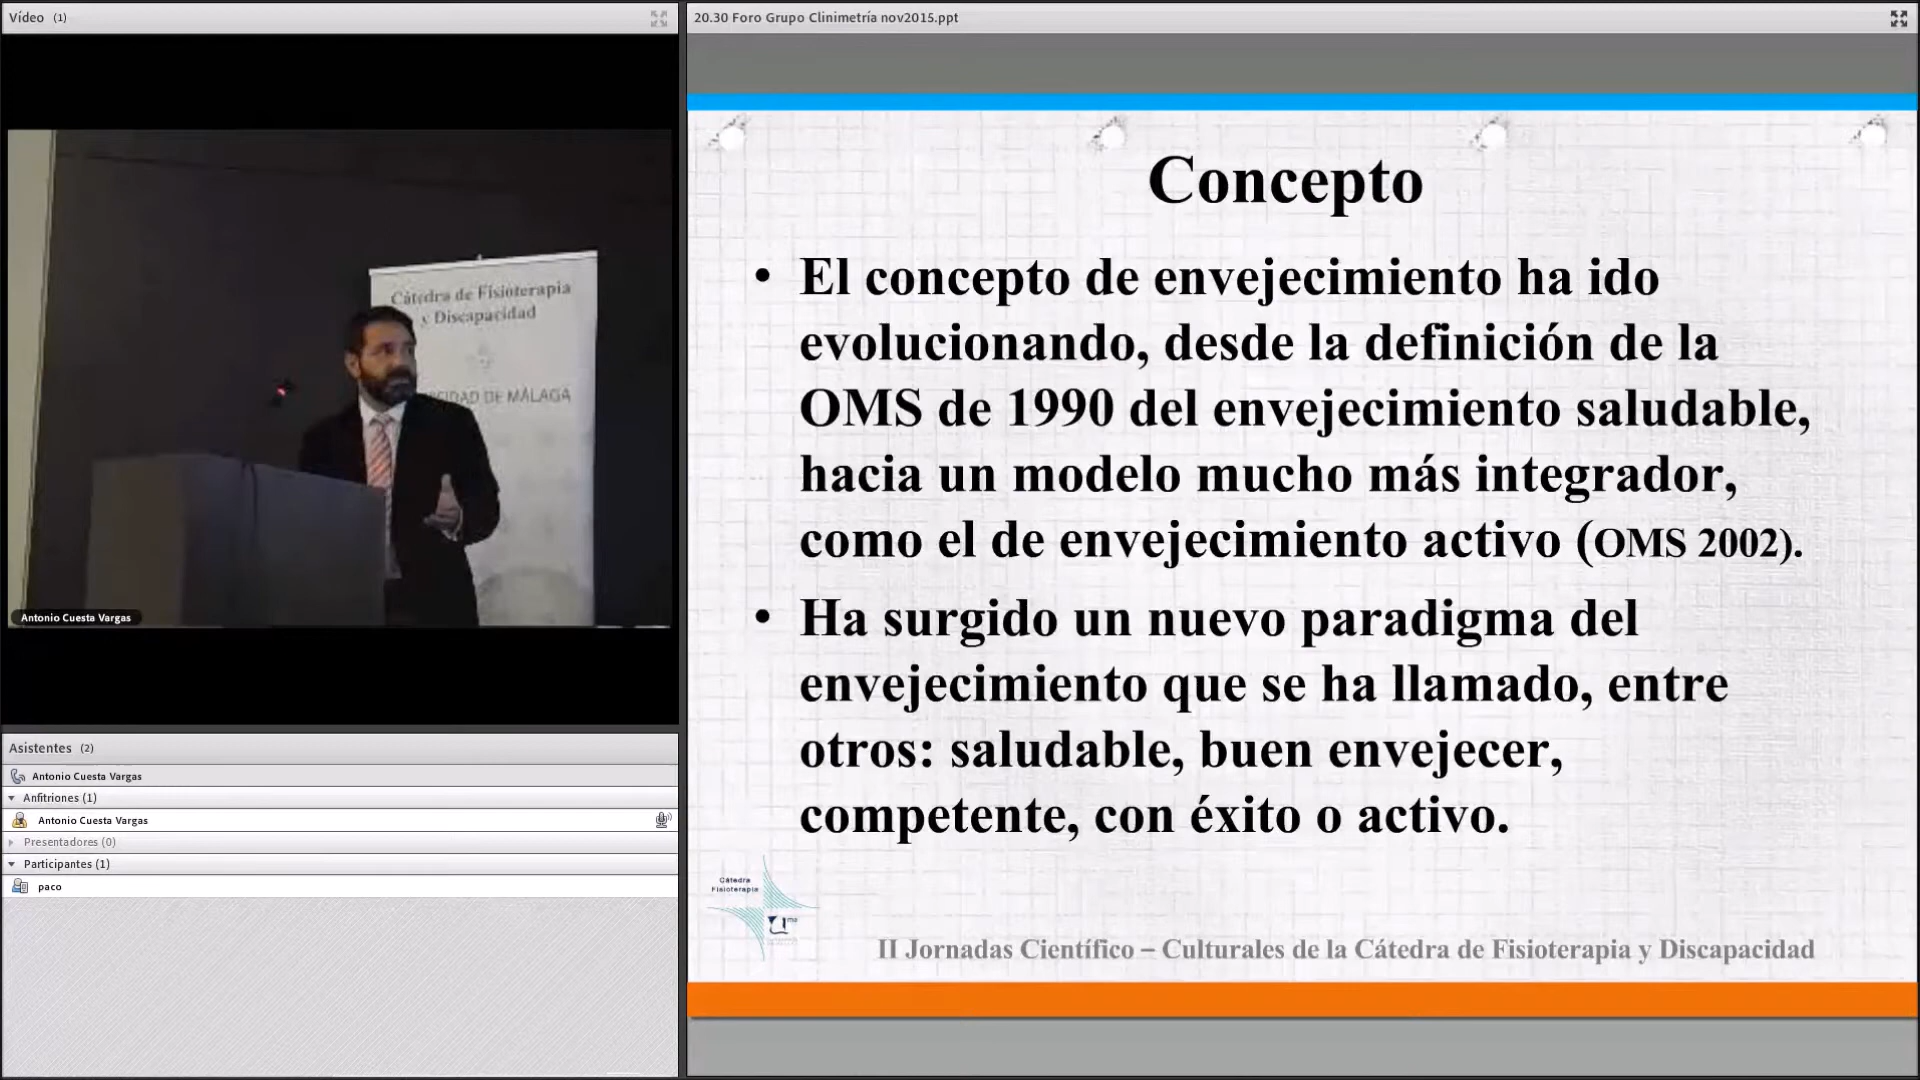 Vídeo (1)
Cátedra de Fisioterapia
y Discapacidad
DAD DE MÁLAGA
Antonio Cuesta Vargas
Asistentes (2)
Antonio Cuesta Vargas
Anfitriones (1)
Antonio Cuesta Vargas
Presentadores (0)
Participantes (1)
paco
20.30 Foro Grupo Clinimetría nov2015.ppt
Concepto
• El concepto de envejecimiento ha ido
evolucionando, desde la definición de la
OMS de 1990 del envejecimiento saludable,
hacia un modelo mucho más integrador,
como el de envejecimiento activo (OMS 2002).
• Ha surgido un nuevo paradigma del
envejecimiento que se ha llamado, entre
otros: saludable, buen envejecer,
competente, con éxito o activo.
Cátedra
Fisioterapia
II Jornadas Científico – Culturales de la Cátedra de Fisioterapia y Discapacidad